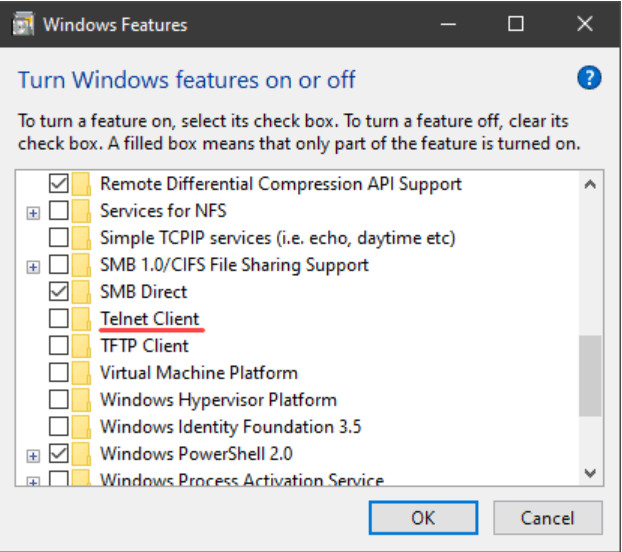 Windows Features
Turn Windows features on or off
?
To turn a feature on, select its check box. To turn a feature off, clear its
check box. A filled box means that only part of the feature is turned on.
Remote Differential Compression API Support
Services for NFS
Simple TCPIP services (i.e. echo, daytime etc)
SMB 1.0/CIFS File Sharing Support
SMB Direct
Telnet Client
TFTP Client
Virtual Machine Platform
Windows Hypervisor Platform
Windows Identity Foundation 3.5
Windows PowerShell 2.0
Windows Process Activation Service
OK
Cancel